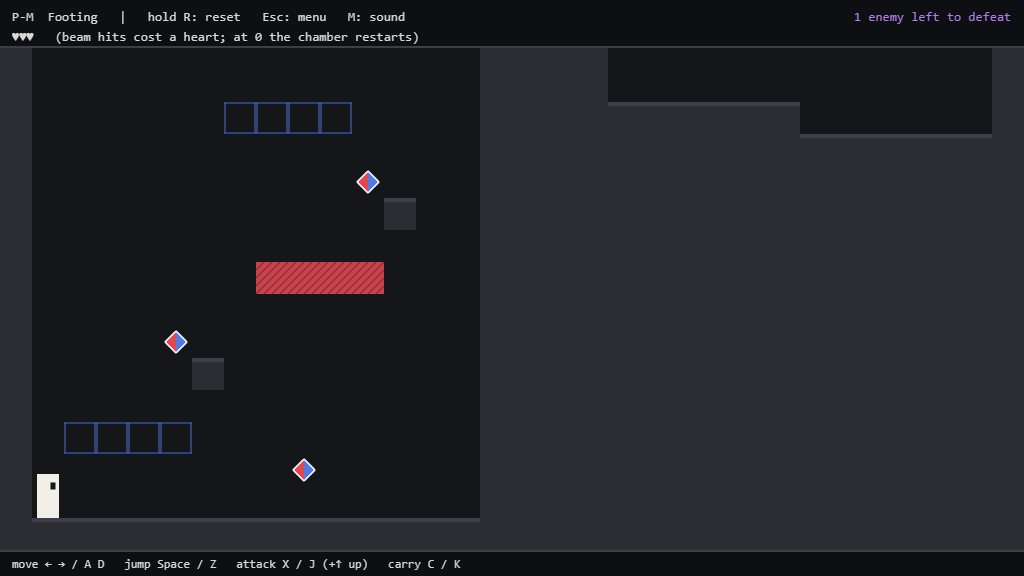 P-M  Footing   |   hold R: reset   Esc: menu   M: sound
1 enemy left to defeat
♥♥♥   (beam hits cost a heart; at 0 the chamber restarts)
move ← → / A D   jump Space / Z   attack X / J (+↑ up)   carry C / K